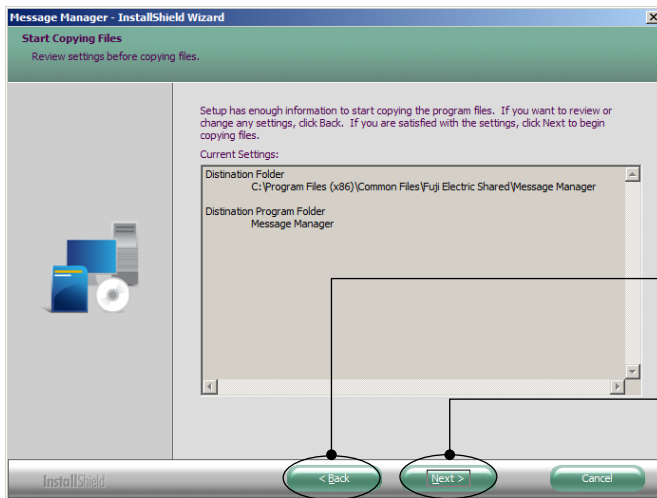 Message Manager - InstallShield Wizard
Start Copying Files
Review settings before copying files.
Setup has enough information to start copying the program files. If you want to review or
change any settings, click Back. If you are satisfied with the settings, click Next to begin
copying files.
Current Settings:
Distination Folder
C:\Program Files (x86)\Common Files\Fuji Electric Shared\Message Manager
Distination Program Folder
Message Manager
InstallShield
< Back
Next >
Cancel